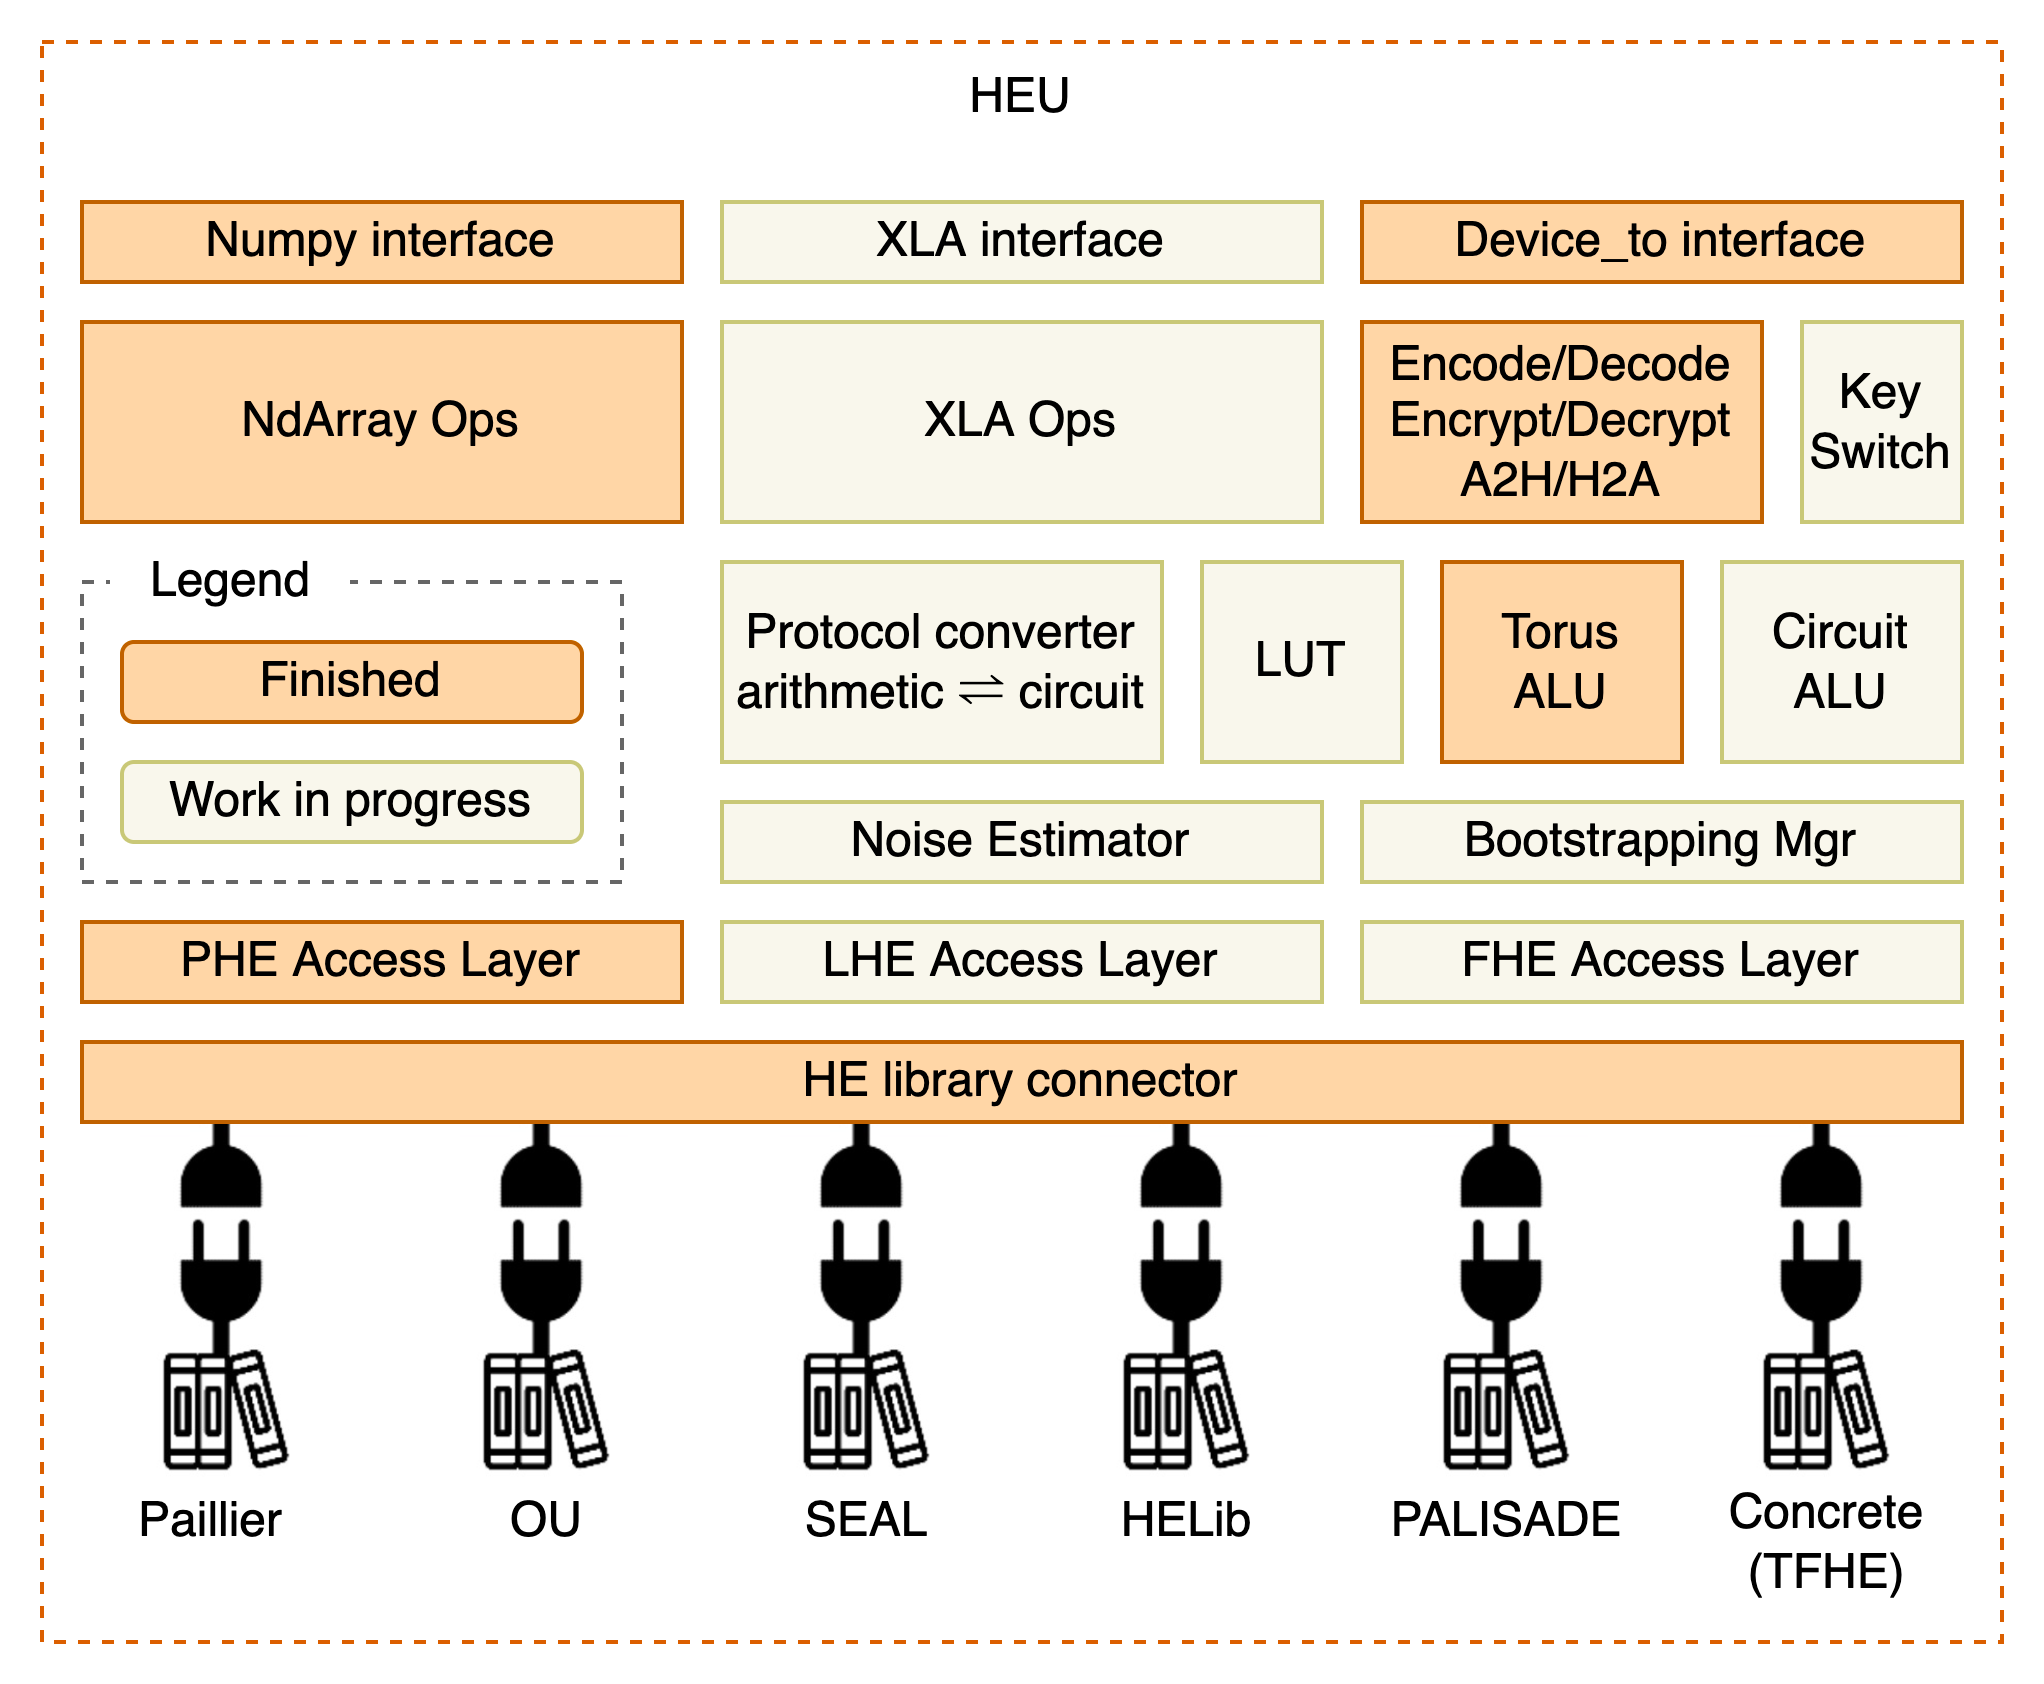 HEU
Numpy interface
XLA interface
Device_to interface
NdArray Ops
XLA Ops
Encode/Decode
Encrypt/Decrypt
A2H/H2A
Key
Switch
Legend
Finished
Work in progress
Protocol converter
arithmetic ⇌ circuit
LUT
Torus
ALU
Circuit
ALU
Noise Estimator
Bootstrapping Mgr
PHE Access Layer
LHE Access Layer
FHE Access Layer
HE library connector
Paillier
OU
SEAL
HELib
PALISADE
Concrete
(TFHE)